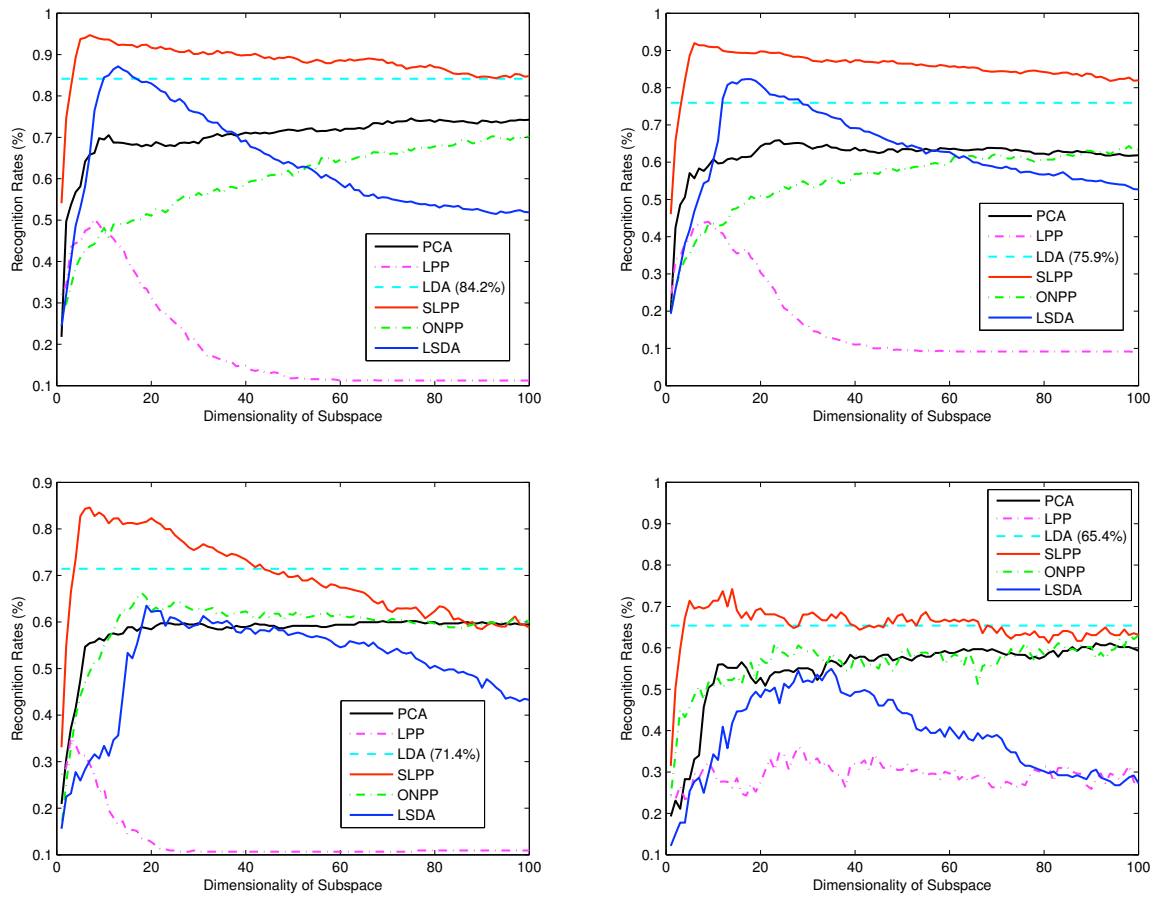 1
0.9
0.8
0.7
0.6
0.5
0.4
0.3
0.2
0.1
0 20 40 60 80 100
Recognition Rates (%)
Dimensionality of Subspace
PCA
LPP
LDA (84.2%)
SLPP
ONPP
LSDA
1
0.9
0.8
0.7
0.6
0.5
0.4
0.3
0.2
0.1
0
0 20 40 60 80 100
Recognition Rates (%)
Dimensionality of Subspace
PCA
LPP
LDA (75.9%)
SLPP
ONPP
LSDA
0.9
0.8
0.7
0.6
0.5
0.4
0.3
0.2
0.1
0 20 40 60 80 100
Recognition Rates (%)
Dimensionality of Subspace
PCA
LPP
LDA (71.4%)
SLPP
ONPP
LSDA
1
0.9
0.8
0.7
0.6
0.5
0.4
0.3
0.2
0.1
0 20 40 60 80 100
Recognition Rates (%)
Dimensionality of Subspace
PCA
LPP
LDA (65.4%)
SLPP
ONPP
LSDA